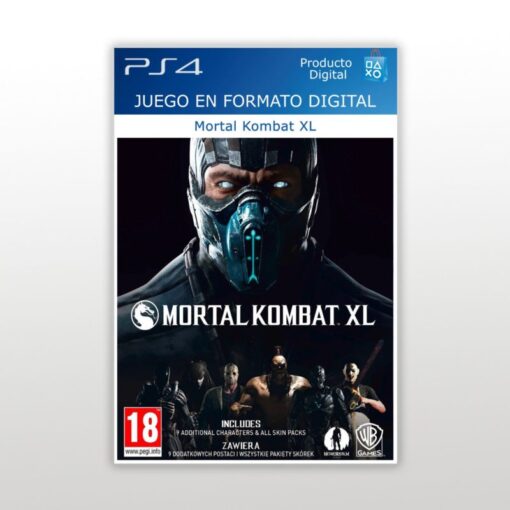 PS4
Producto
Digital
JUEGO EN FORMATO DIGITAL
Mortal Kombat XL
MORTAL KOMBAT XL
18
www.pegi.info
INCLUDES
9 ADDITIONAL CHARACTERS & ALL SKIN PACKS
ZAWIERA
9 DODATKOWYCH POSTACI I WSZYSTKIE PAKIETY SKÓREK
WB
GAMES